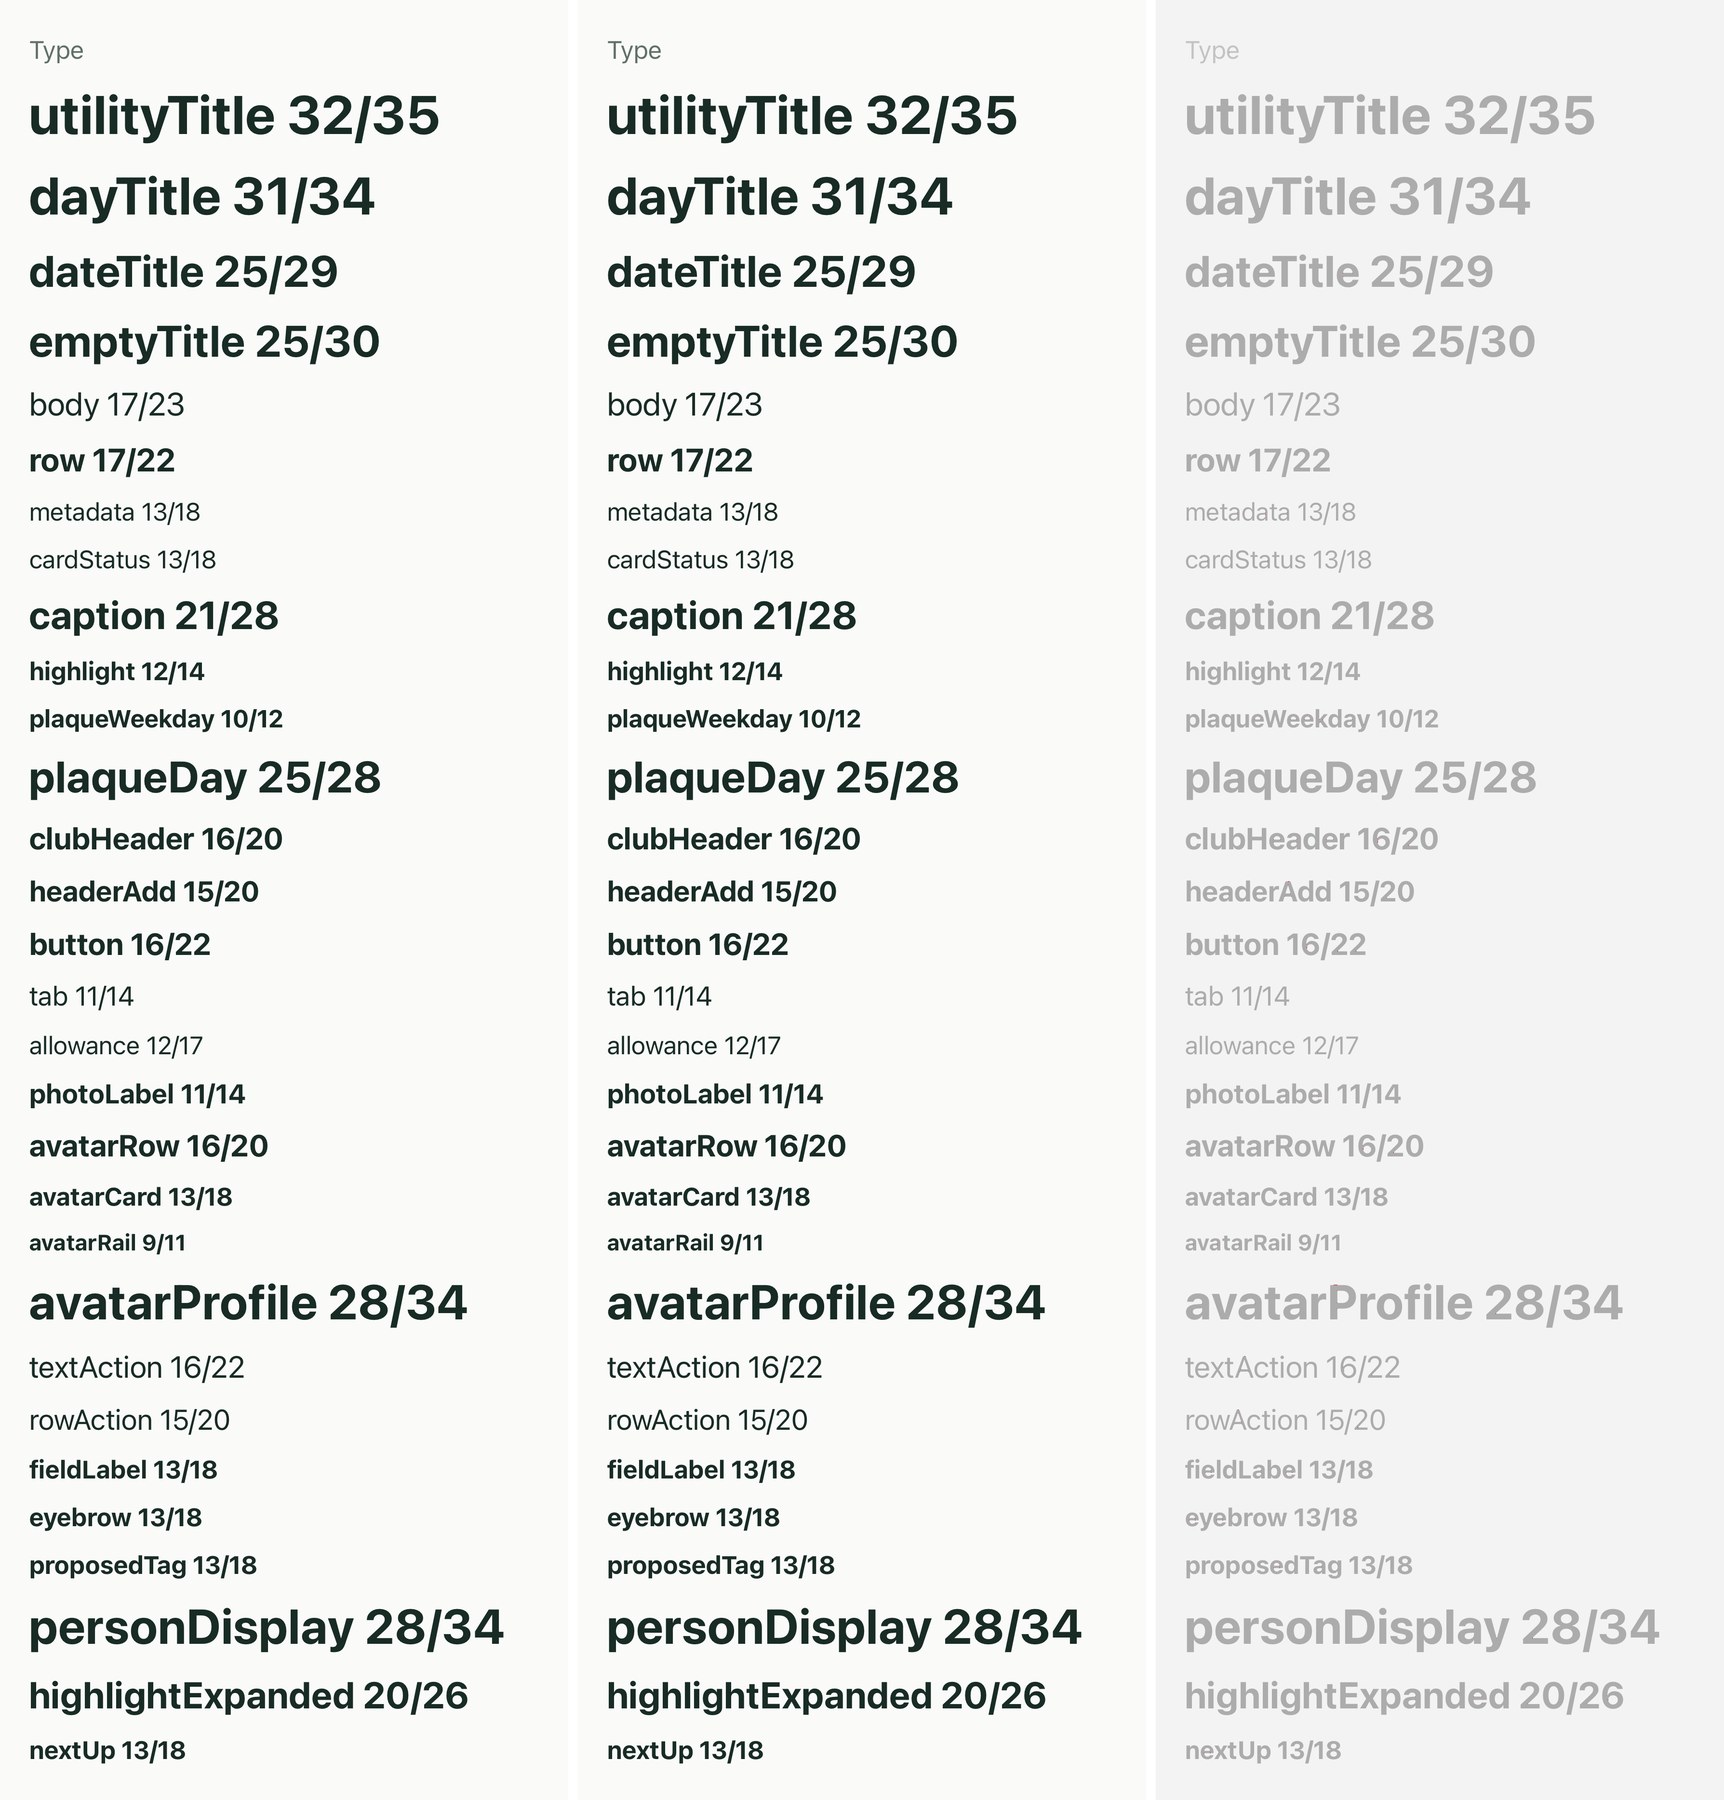 Type
utilityTitle 32/35
dayTitle 31/34
dateTitle 25/29
emptyTitle 25/30
body 17/23
row 17/22
metadata 13/18
cardStatus 13/18
caption 21/28
highlight 12/14
plaqueWeekday 10/12
plaqueDay 25/28
clubHeader 16/20
headerAdd 15/20
button 16/22
tab 11/14
allowance 12/17
photoLabel 11/14
avatarRow 16/20
avatarCard 13/18
avatarRail 9/11
avatarProfile 28/34
textAction 16/22
rowAction 15/20
fieldLabel 13/18
eyebrow 13/18
proposedTag 13/18
personDisplay 28/34
highlightExpanded 20/26
nextUp 13/18
Type
utilityTitle 32/35
dayTitle 31/34
dateTitle 25/29
emptyTitle 25/30
body 17/23
row 17/22
metadata 13/18
cardStatus 13/18
caption 21/28
highlight 12/14
plaqueWeekday 10/12
plaqueDay 25/28
clubHeader 16/20
headerAdd 15/20
button 16/22
tab 11/14
allowance 12/17
photoLabel 11/14
avatarRow 16/20
avatarCard 13/18
avatarRail 9/11
avatarProfile 28/34
textAction 16/22
rowAction 15/20
fieldLabel 13/18
eyebrow 13/18
proposedTag 13/18
personDisplay 28/34
highlightExpanded 20/26
nextUp 13/18
Type
utilityTitle 32/35
dayTitle 31/34
dateTitle 25/29
emptyTitle 25/30
body 17/23
row 17/22
metadata 13/18
cardStatus 13/18
caption 21/28
highlight 12/14
plaqueWeekday 10/12
plaqueDay 25/28
clubHeader 16/20
headerAdd 15/20
button 16/22
tab 11/14
allowance 12/17
photoLabel 11/14
avatarRow 16/20
avatarCard 13/18
avatarRail 9/11
avatarProfile 28/34
textAction 16/22
rowAction 15/20
fieldLabel 13/18
eyebrow 13/18
proposedTag 13/18
personDisplay 28/34
highlightExpanded 20/26
nextUp 13/18